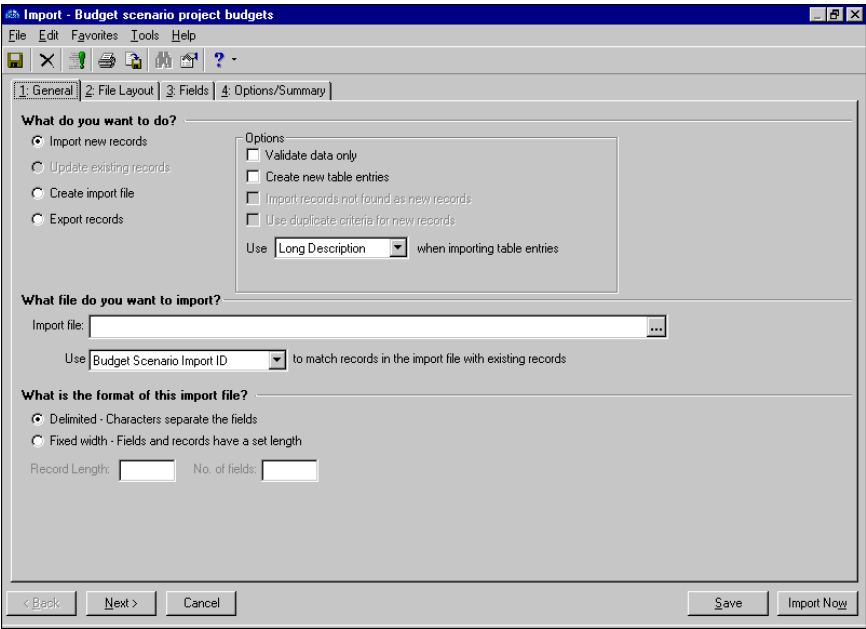 Import - Budget scenario project budgets
File Edit Favorites Tools Help
1: General 2: File Layout 3: Fields 4: Options/Summary
What do you want to do?
Import new records
Update existing records
Create import file
Export records
Options
Validate data only
Create new table entries
Import records not found as new records
Use duplicate criteria for new records
Use Long Description when importing table entries
What file do you want to import?
Import file: ...
Use Budget Scenario Import ID to match records in the import file with existing records
What is the format of this import file?
Delimited - Characters separate the fields
Fixed width - Fields and records have a set length
Record Length: No. of fields:
< Back Next > Cancel Save Import Now